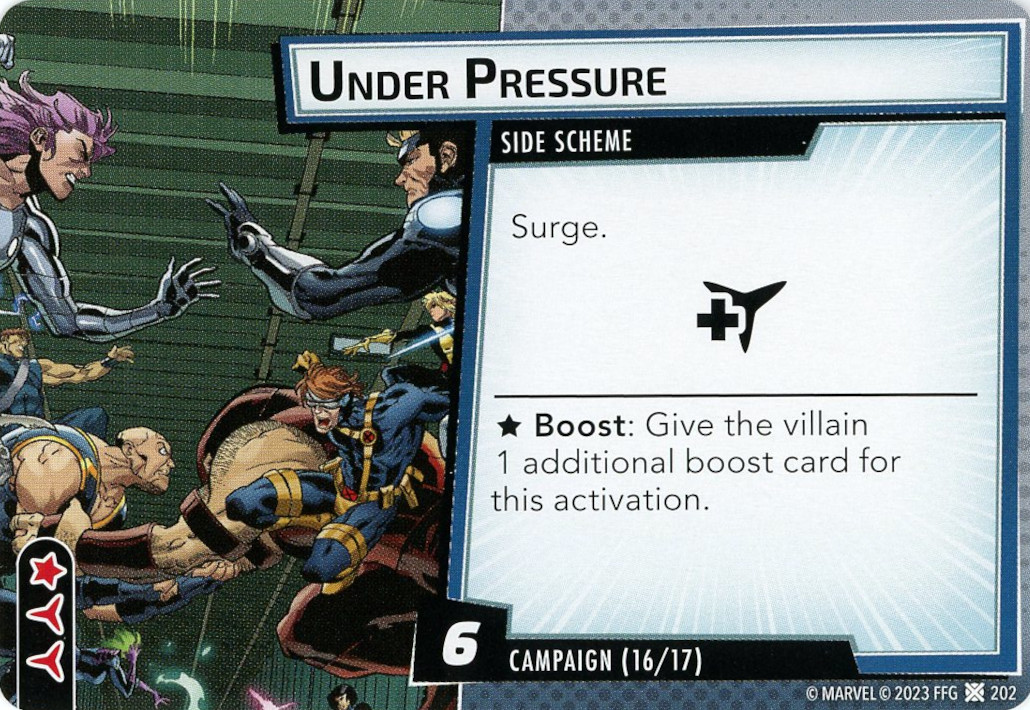 UNDER PRESSURE
SIDE SCHEME
Surge.
★ Boost: Give the villain
1 additional boost card for
this activation.
6
CAMPAIGN (16/17)
© MARVEL © 2023 FFG 202